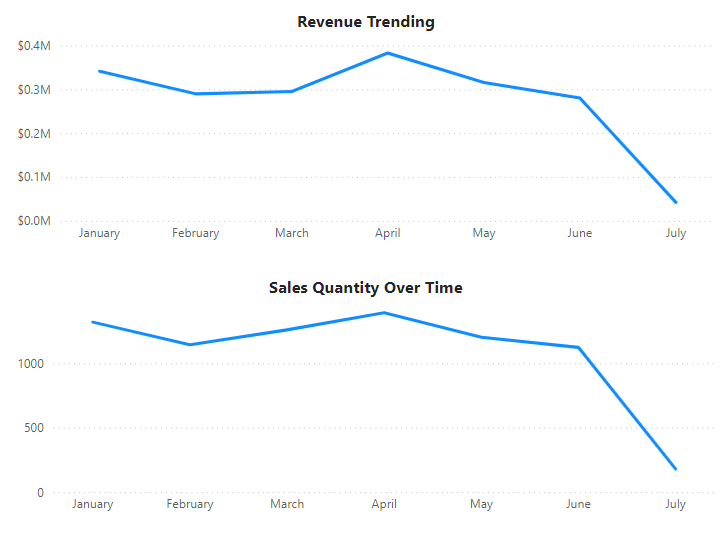 Revenue Trending
$0.4M
$0.3M
$0.2M
$0.1M
$0.0M
January February March April May June July
Sales Quantity Over Time
1000
500
0
January February March April May June July